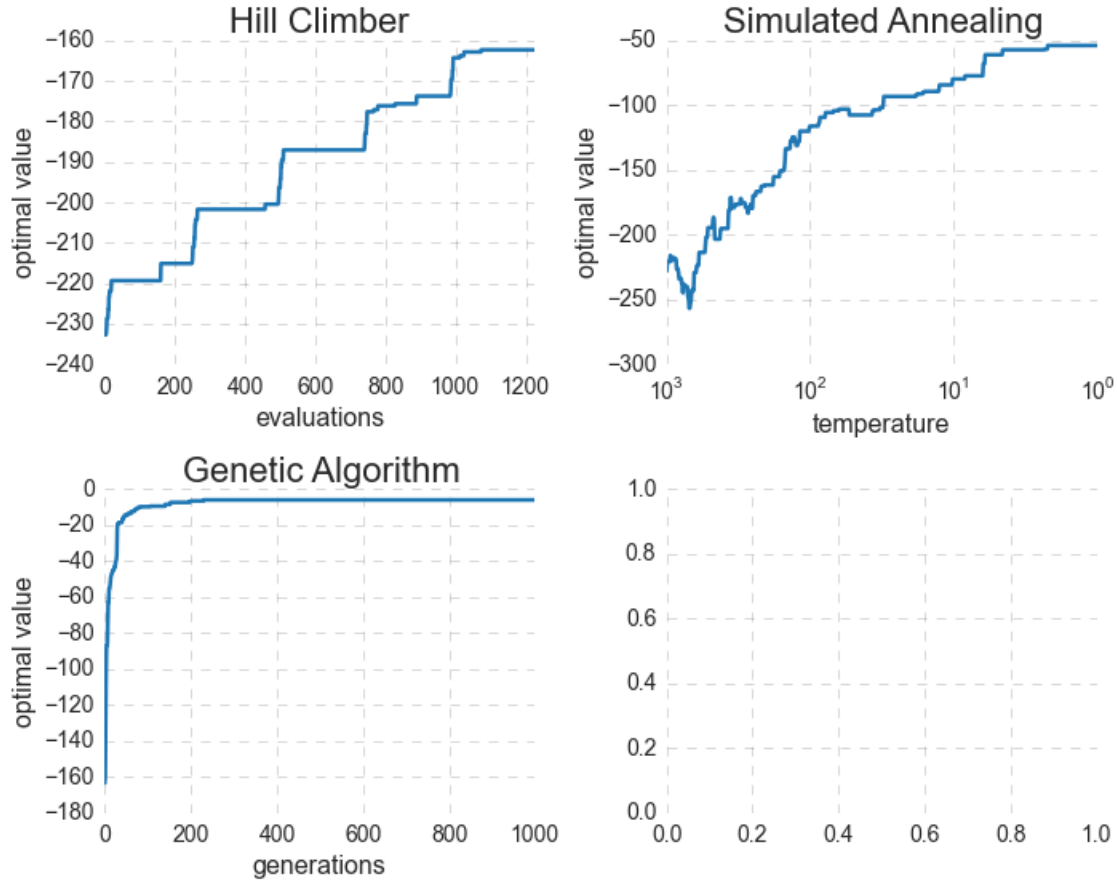 Hill Climber
−160
−170
−180
−190
−200
−210
−220
−230
−240
optimal value
0 200 400 600 800 1000 1200
evaluations
Simulated Annealing
−50
−100
−150
−200
−250
−300
optimal value
10³ 10² 10¹ 10⁰
temperature
Genetic Algorithm
0
−20
−40
−60
−80
−100
−120
−140
−160
−180
optimal value
0 200 400 600 800 1000
generations
1.0
0.8
0.6
0.4
0.2
0.0
0.0 0.2 0.4 0.6 0.8 1.0